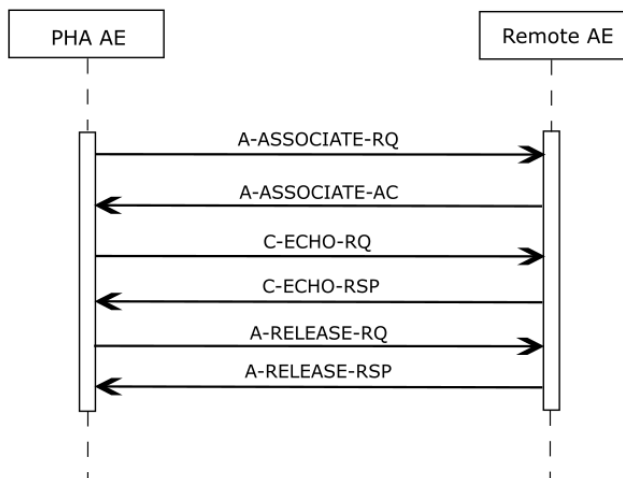 PHA AE
Remote AE
A-ASSOCIATE-RQ
A-ASSOCIATE-AC
C-ECHO-RQ
C-ECHO-RSP
A-RELEASE-RQ
A-RELEASE-RSP